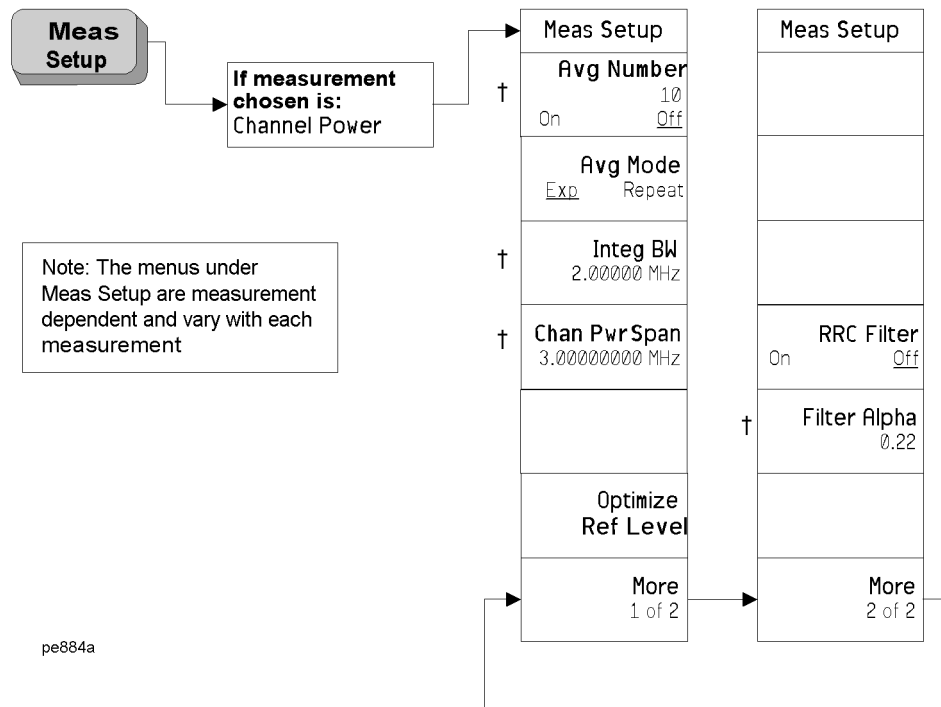 Meas
Setup
If measurement
chosen is:
Channel Power
Note: The menus under
Meas Setup are measurement
dependent and vary with each
measurement
pe884a
Meas Setup
† Avg Number
10
On Off
Avg Mode
Exp Repeat
† Integ BW
2.00000 MHz
† Chan Pwr Span
3.00000000 MHz
Optimize
Ref Level
More
1 of 2
Meas Setup
RRC Filter
On Off
† Filter Alpha
0.22
More
2 of 2